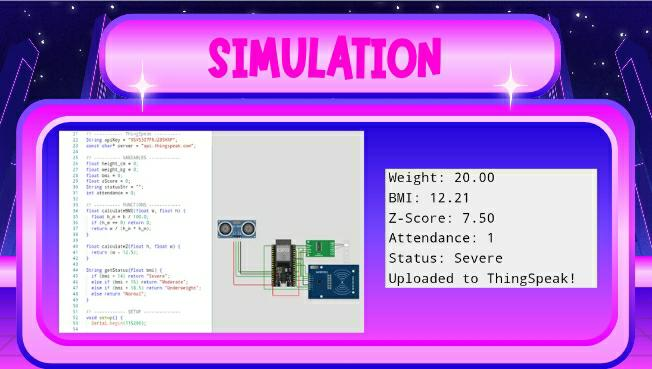 SIMULATION
// ---------- ThingSpeak ----------
const char* server = "api.thingspeak.com";
// ---------- VARIABLES ----------
float height_cm = 0;
float weight_kg = 0;
float bmi = 0;
float zScore = 0;
String statusStr = "";
int attendance = 0;
// ---------- FUNCTIONS ----------
float calculateBMI(float w, float h) {
float h_m = h / 100.0;
if (h_m == 0) return 0;
return w / (h_m * h_m);
float calculateZ(float h, float w) {
return (w - 12.5);
String getStatus(float bmi) {
if (bmi < 14) return "Severe";
else if (bmi < 16) return "Moderate";
else if (bmi < 18.5) return "Underweight";
else return "Normal";
// ---------- SETUP ----------
void setup() {
Serial.begin(115200);
Weight: 20.00
BMI: 12.21
Z-Score: 7.50
Attendance: 1
Status: Severe
Uploaded to ThingSpeak!